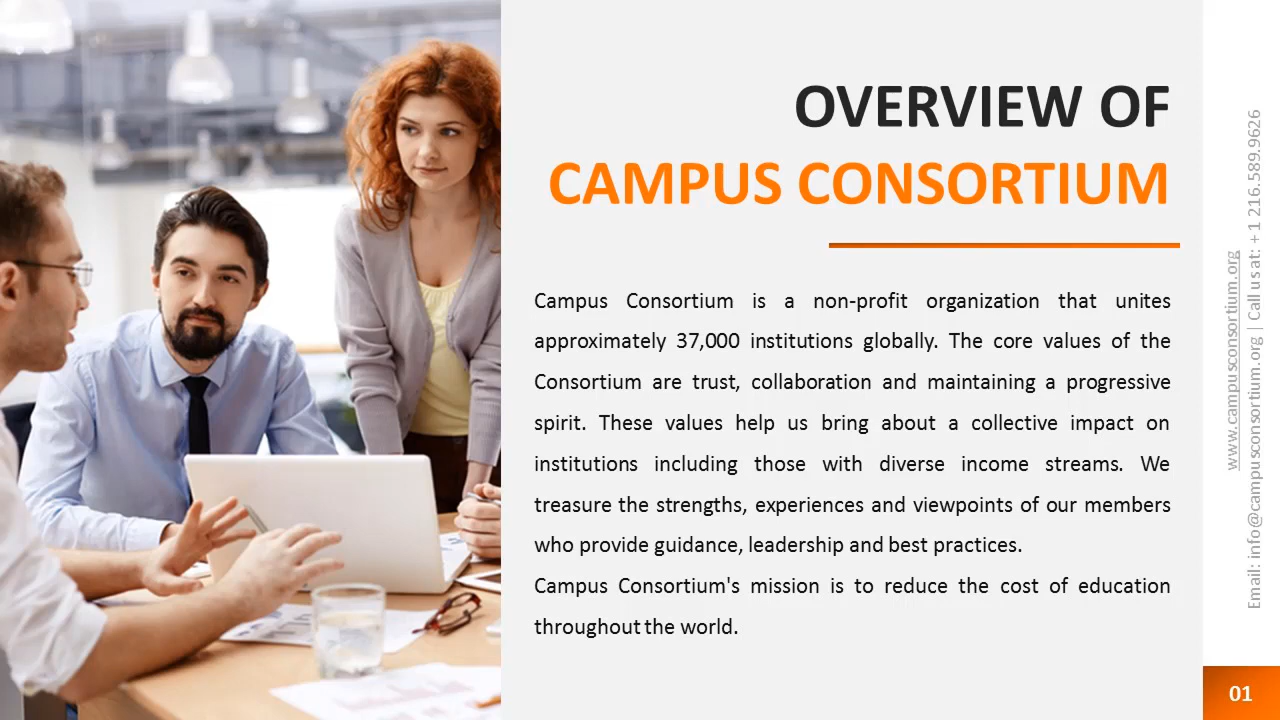 OVERVIEW OF
CAMPUS CONSORTIUM
Campus Consortium is a non-profit organization that unites
approximately 37,000 institutions globally. The core values of the
Consortium are trust, collaboration and maintaining a progressive
spirit. These values help us bring about a collective impact on
institutions including those with diverse income streams. We
treasure the strengths, experiences and viewpoints of our members
who provide guidance, leadership and best practices.
Campus Consortium's mission is to reduce the cost of education
throughout the world.
www.campusconsortium.org
Email: info@campusconsortium.org | Call us at: + 1 216.589.9626
01